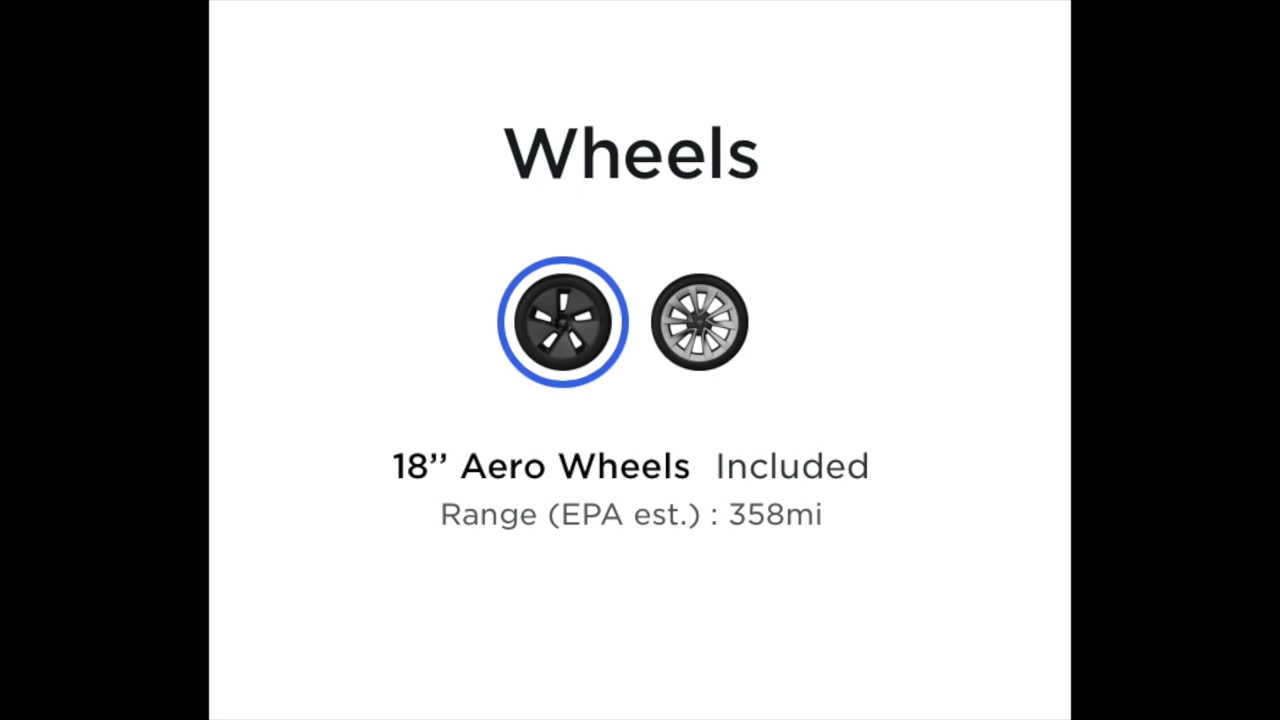 Wheels
18’’ Aero Wheels Included
Range (EPA est.) : 358mi